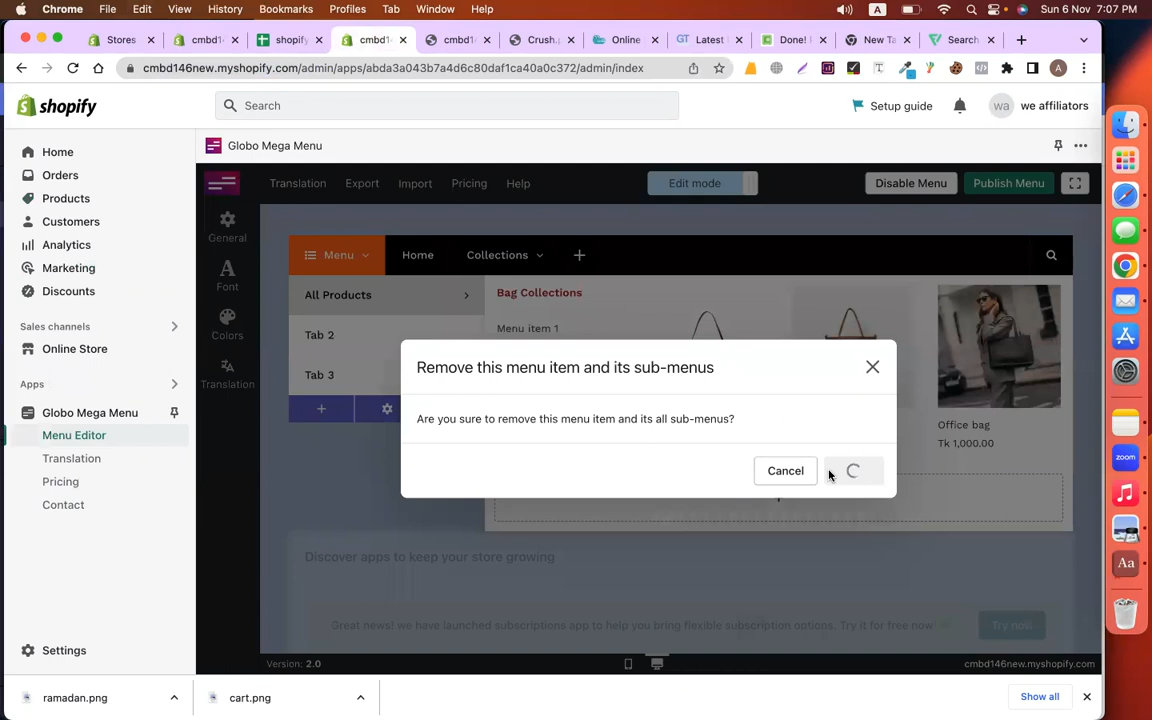 Chrome File Edit View History Bookmarks Profiles Tab Window Help A Sun 6 Nov 7:07 PM
Stores cmbd1 shopify cmbd1 cmbd1 Crush.p Online GT Latest Done! New Ta Search
cmbd146new.myshopify.com/admin/apps/abda3a043b7a4d6c80daf1ca40a0c372/admin/index
A
shopify
Search
Setup guide
wa
we affiliators
Home
Orders
Products
Customers
Analytics
Marketing
Discounts
Sales channels
Online Store
Apps
Globo Mega Menu
Menu Editor
Translation
Pricing
Contact
Settings
Globo Mega Menu
Translation Export Import Pricing Help
Edit mode
Disable Menu
Publish Menu
General
Font
Colors
Translation
Menu Home Collections
All Products
Tab 2
Tab 3
Bag Collections
Menu item 1
Office bag
Tk 1,000.00
Remove this menu item and its sub-menus
Are you sure to remove this menu item and its all sub-menus?
Cancel
Discover apps to keep your store growing
Great news! we have launched subscriptions app to help you bring flexible subscription options. Try it for free now
Try now
Version: 2.0
cmbd146new.myshopify.com
ramadan.png
cart.png
Show all
zoom
Aa